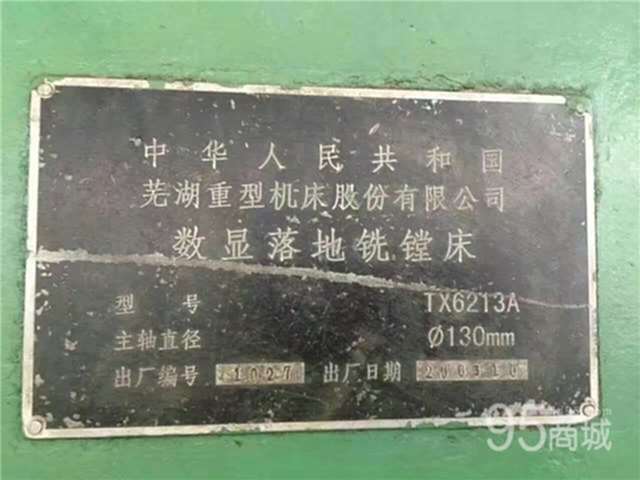 中华人民共和国
芜湖重型机床股份有限公司
数显落地铣镗床
型 号 TX6213A
主轴直径 Ø130mm
出厂编号 1027 出厂日期 200310
95商城